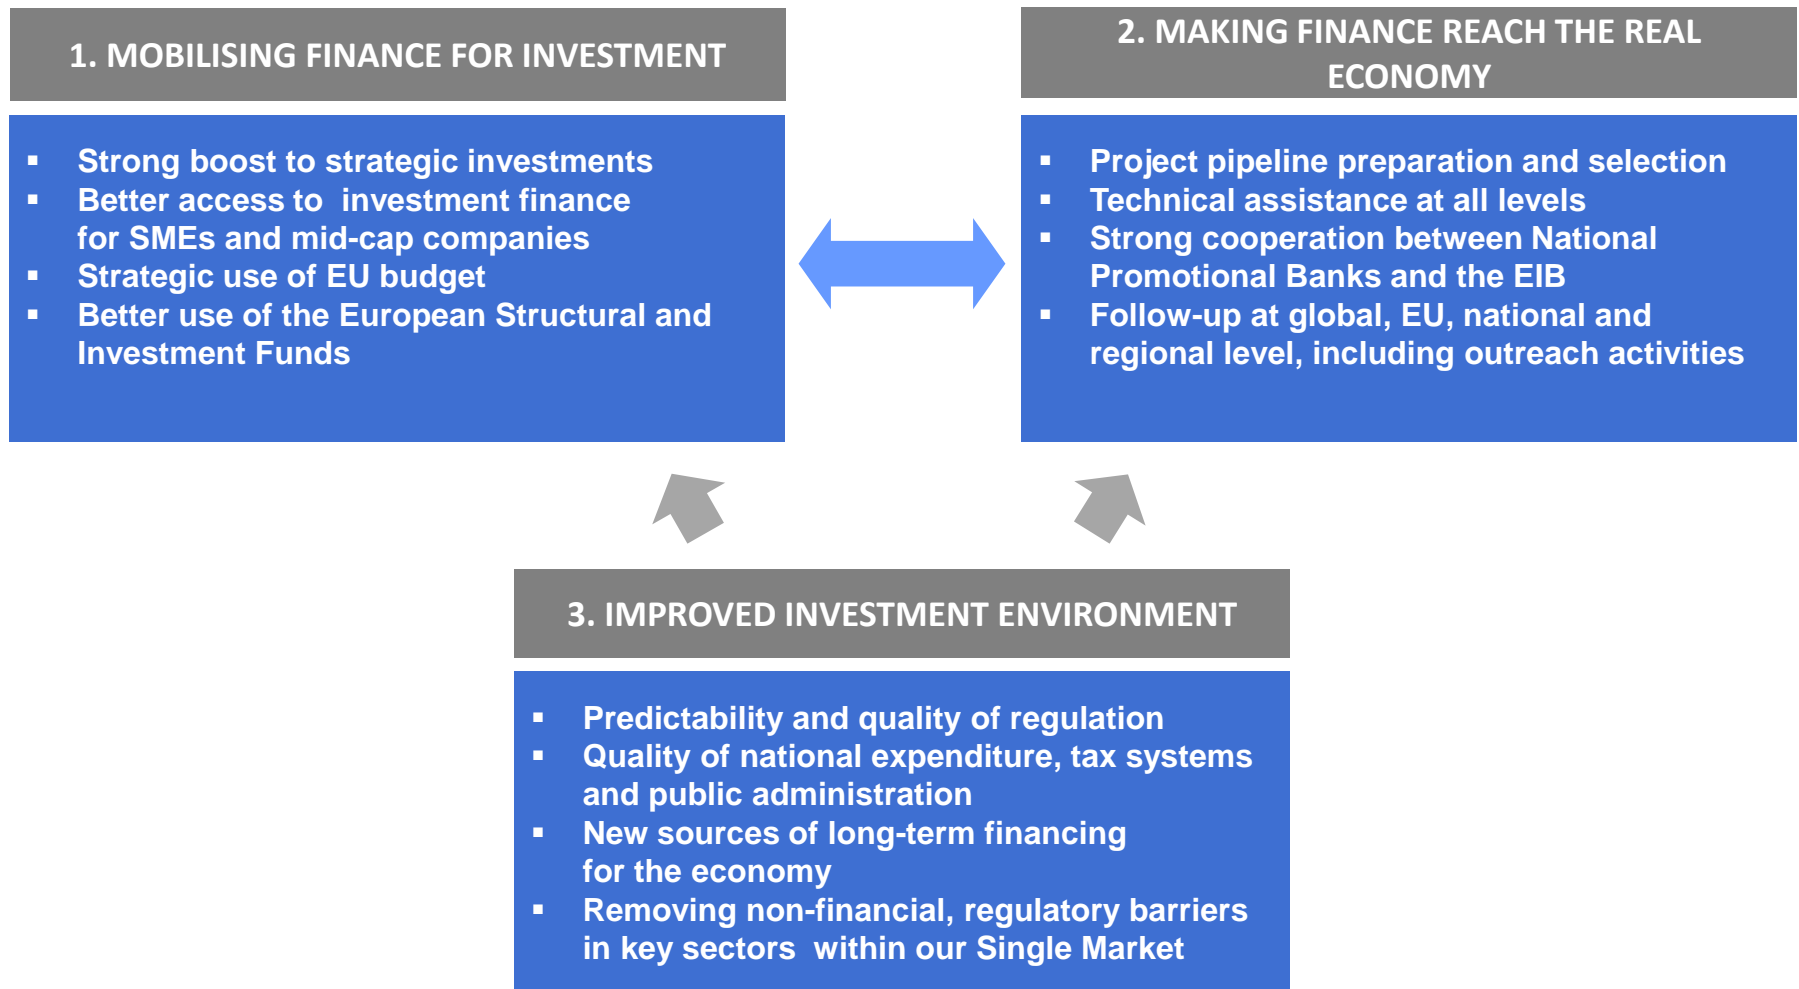 1. MOBILISING FINANCE FOR INVESTMENT
▪ Strong boost to strategic investments
▪ Better access to  investment finance
for SMEs and mid-cap companies
▪ Strategic use of EU budget
▪ Better use of the European Structural and
Investment Funds
2. MAKING FINANCE REACH THE REAL
ECONOMY
▪ Project pipeline preparation and selection
▪ Technical assistance at all levels
▪ Strong cooperation between National
Promotional Banks and the EIB
▪ Follow-up at global, EU, national and
regional level, including outreach activities
3. IMPROVED INVESTMENT ENVIRONMENT
▪ Predictability and quality of regulation
▪ Quality of national expenditure, tax systems
and public administration
▪ New sources of long-term financing
for the economy
▪ Removing non-financial, regulatory barriers
in key sectors  within our Single Market